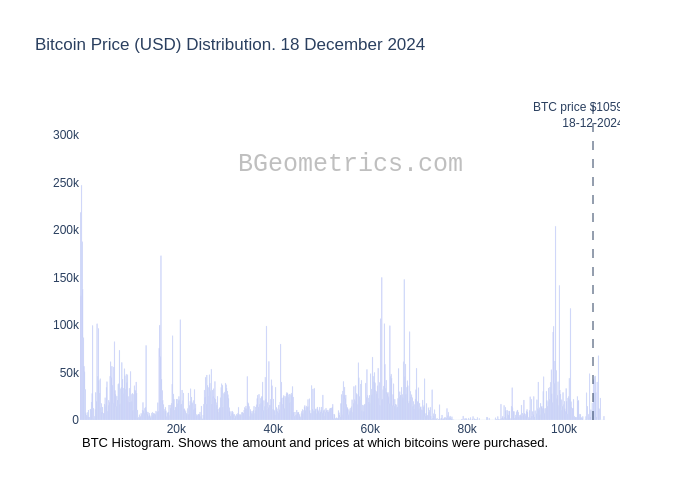 Bitcoin Price (USD) Distribution. 18 December 2024
BTC price $1059
18-12-2024
300k
BGeometrics.com
250k
200k
150k
100k
50k
0
20k 40k 60k 80k 100k
BTC Histogram. Shows the amount and prices at which bitcoins were purchased.